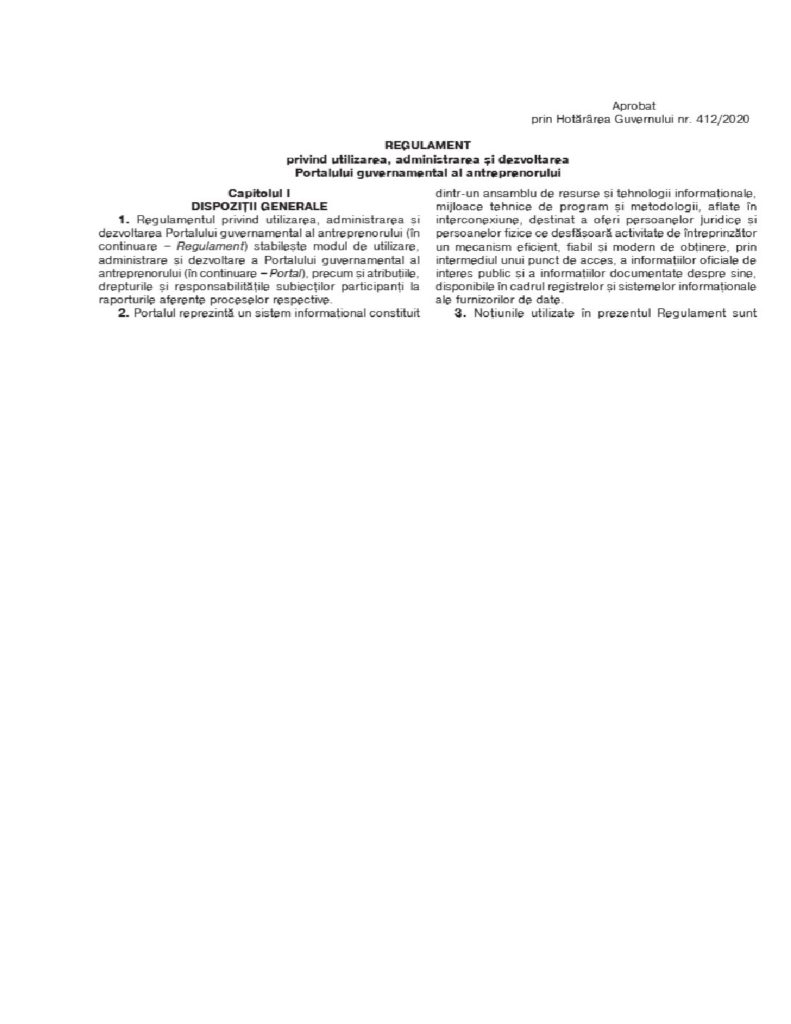 Aprobat
prin Hotărârea Guvernului nr. 412/2020
REGULAMENT
privind utilizarea, administrarea și dezvoltarea
Portalului guvernamental al antreprenorului
Capitolul I
DISPOZIȚII GENERALE
1. Regulamentul privind utilizarea, administrarea și
dezvoltarea Portalului guvernamental al antreprenorului (în
continuare – Regulament) stabilește modul de utilizare,
administrare și dezvoltare a Portalului guvernamental al
antreprenorului (în continuare – Portal), precum și atribuțiile,
drepturile și responsabilitățile subiecților participanți la
raporturile aferente proceselor respective.
2. Portalul reprezintă un sistem informațional constituit
dintr-un ansamblu de resurse și tehnologii informaționale,
mijloace tehnice de program și metodologii, aflate în
interconexiune, destinat a oferi persoanelor juridice și
persoanelor fizice ce desfășoară activitate de întreprinzător
un mecanism eficient, fiabil și modern de obținere, prin
intermediul unui punct de acces, a informațiilor oficiale de
interes public și a informațiilor documentate despre sine,
disponibile în cadrul registrelor și sistemelor informaționale
ale furnizorilor de date.
3. Noțiunile utilizate în prezentul Regulament sunt